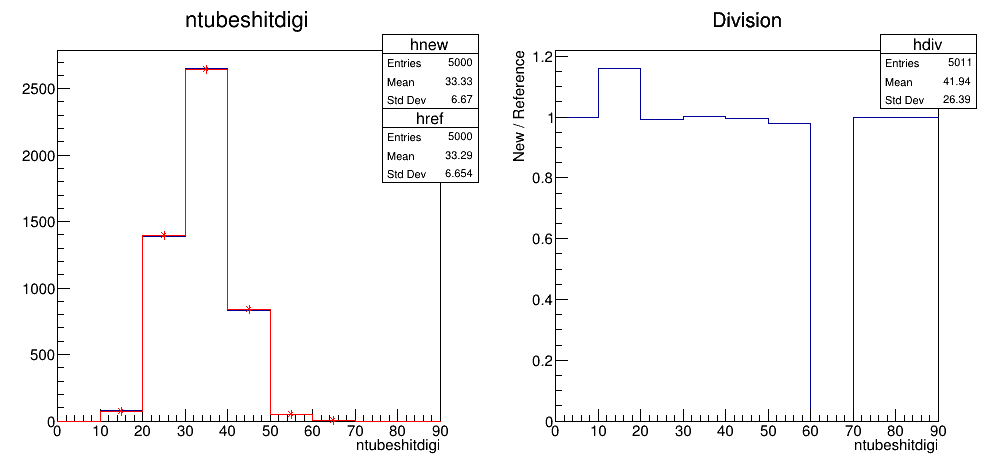 ntubeshitdigi
hnew
Entries 5000
Mean 33.33
Std Dev 6.67
href
Entries 5000
Mean 33.29
Std Dev 6.654
2500
2000
1500
1000
500
0
0 10 20 30 40 50 60 70 80 90
ntubeshitdigi
Division
hdiv
Entries 5011
Mean 41.94
Std Dev 26.39
New / Reference
1.2
1
0.8
0.6
0.4
0.2
0
0 10 20 30 40 50 60 70 80 90
ntubeshitdigi